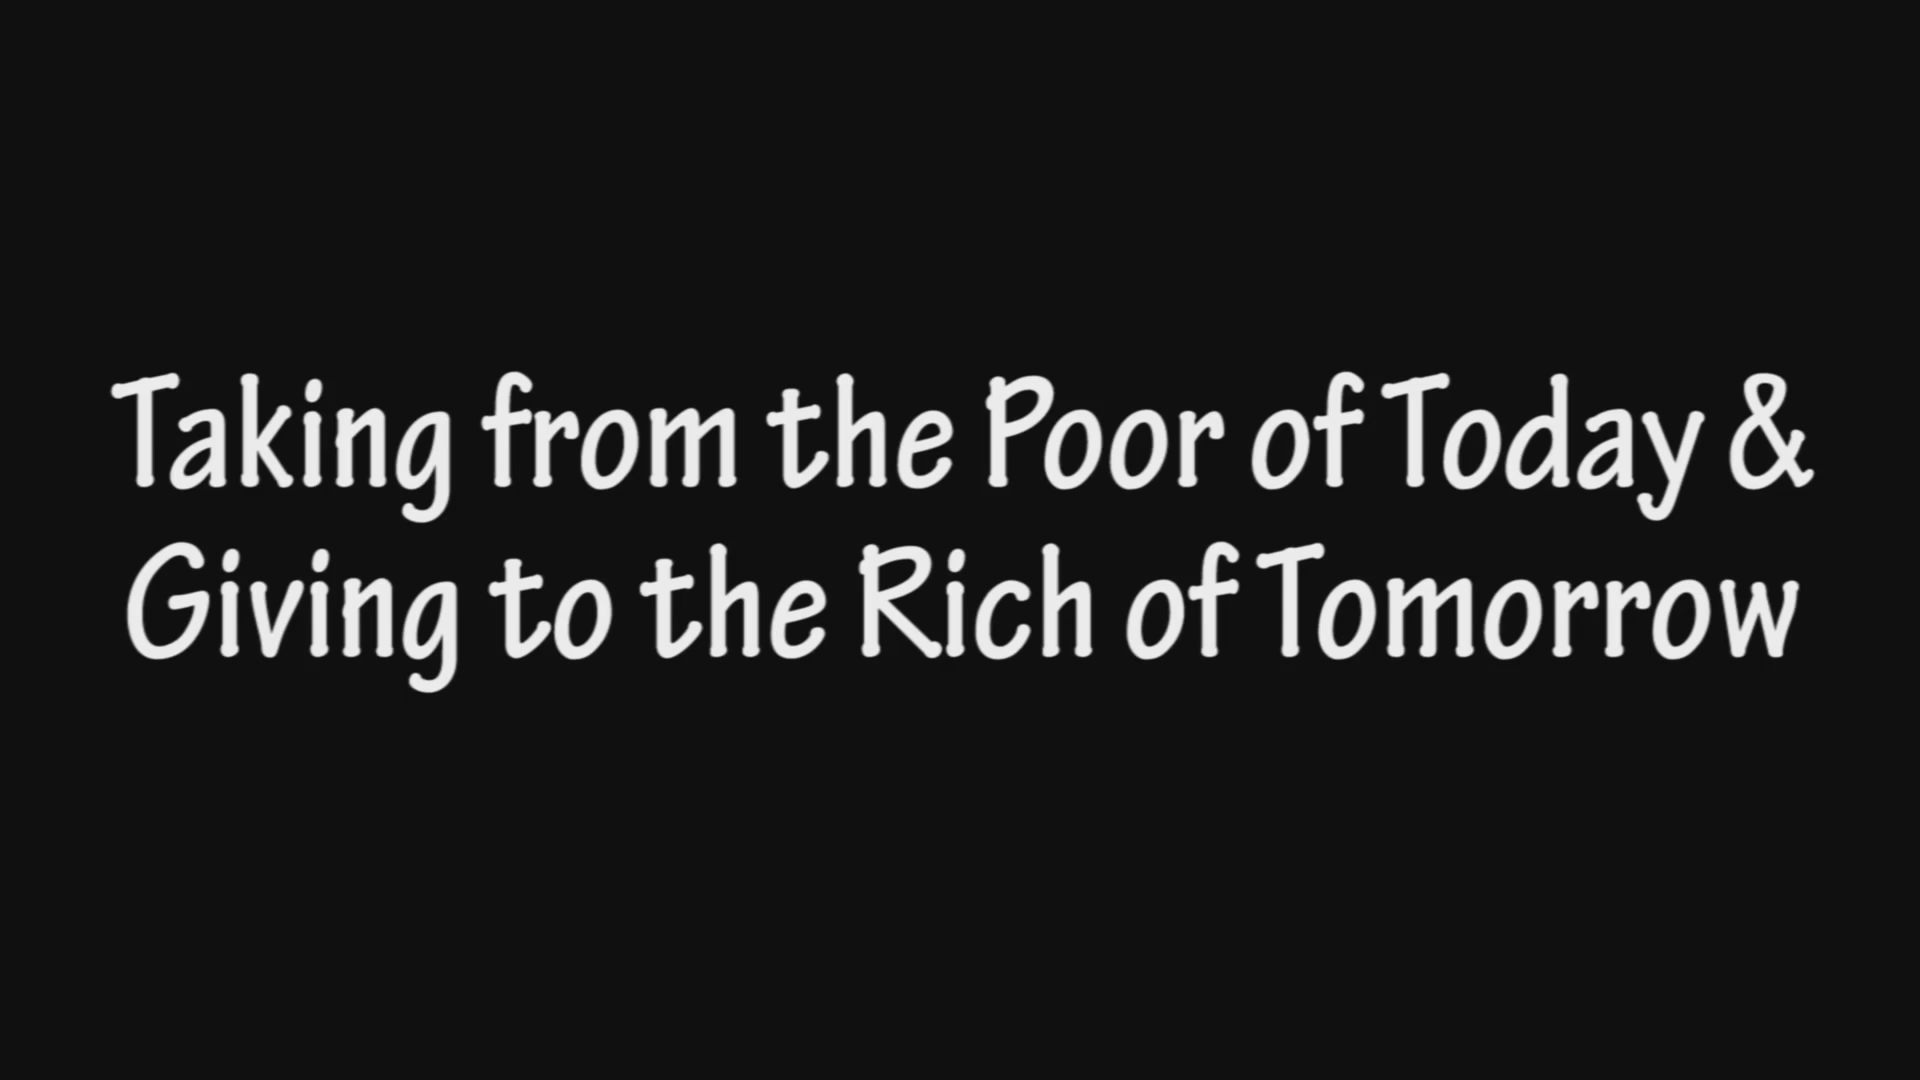 Taking from the Poor of Today &
Giving to the Rich of Tomorrow